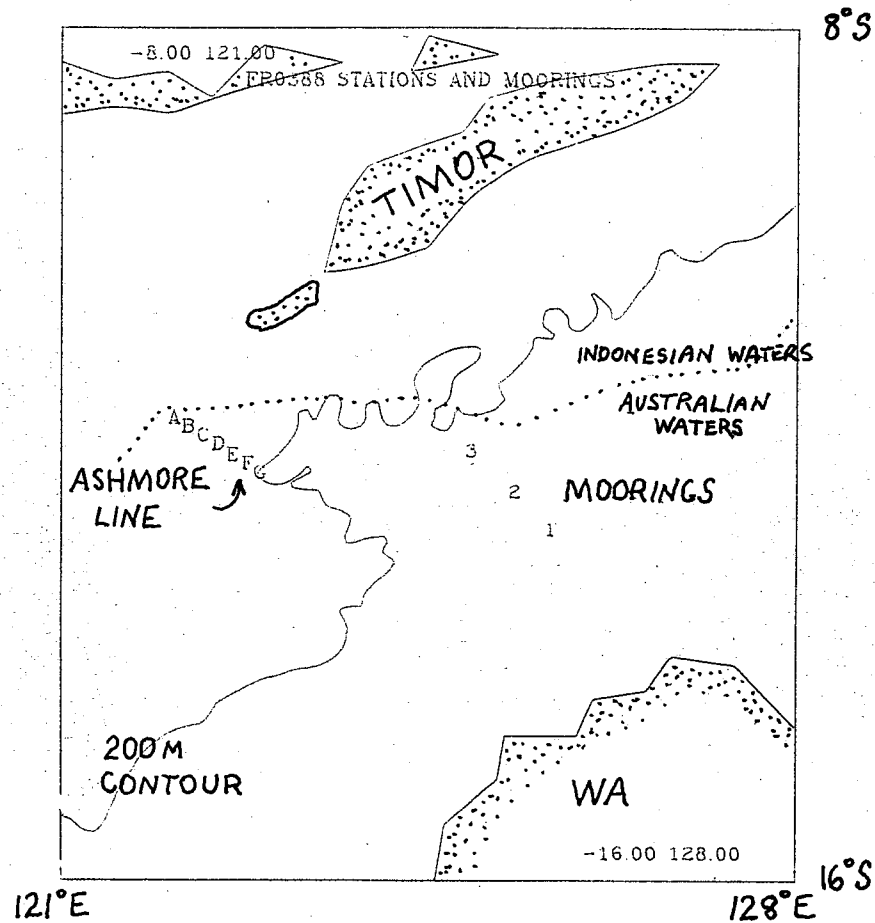 8°S
-8.00 121.00
FR0388 STATIONS AND MOORINGS
TIMOR
INDONESIAN WATERS
AUSTRALIAN
WATERS
A
B
C
D
E
F
G
3
ASHMORE
LINE
2
MOORINGS
1
200M
CONTOUR
WA
-16.00 128.00
16°S
121°E
128°E